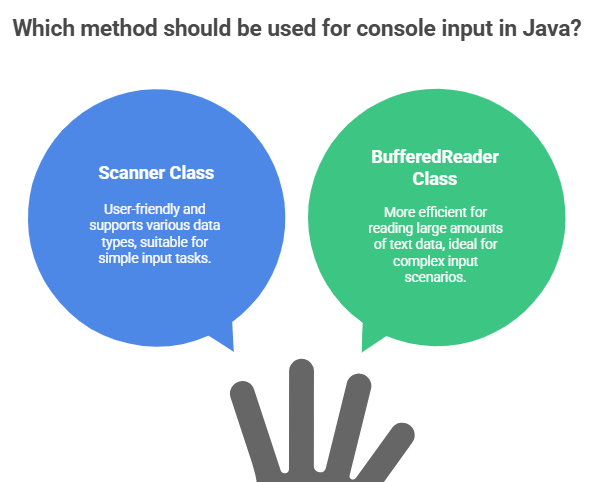 Which method should be used for console input in Java?
Scanner Class
User-friendly and
supports various data
types, suitable for
simple input tasks.
BufferedReader
Class
More efficient for
reading large amounts
of text data, ideal for
complex input
scenarios.